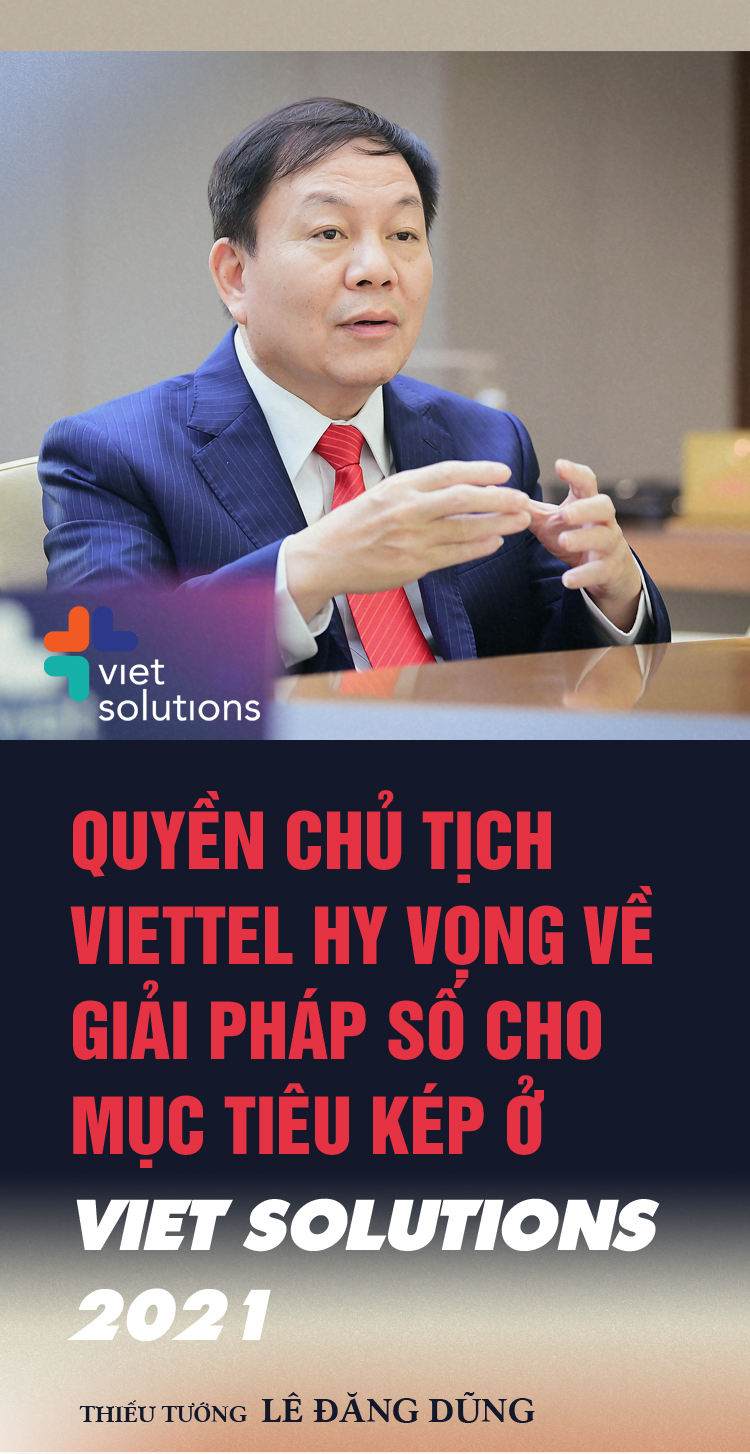 viet
solutions
QUYỀN CHỦ TỊCH
VIETTEL HY VỌNG VỀ
GIẢI PHÁP SỐ CHO
MỤC TIÊU KÉP Ở
VIET SOLUTIONS
2021
THIẾU TƯỚNG LÊ ĐĂNG DŨNG